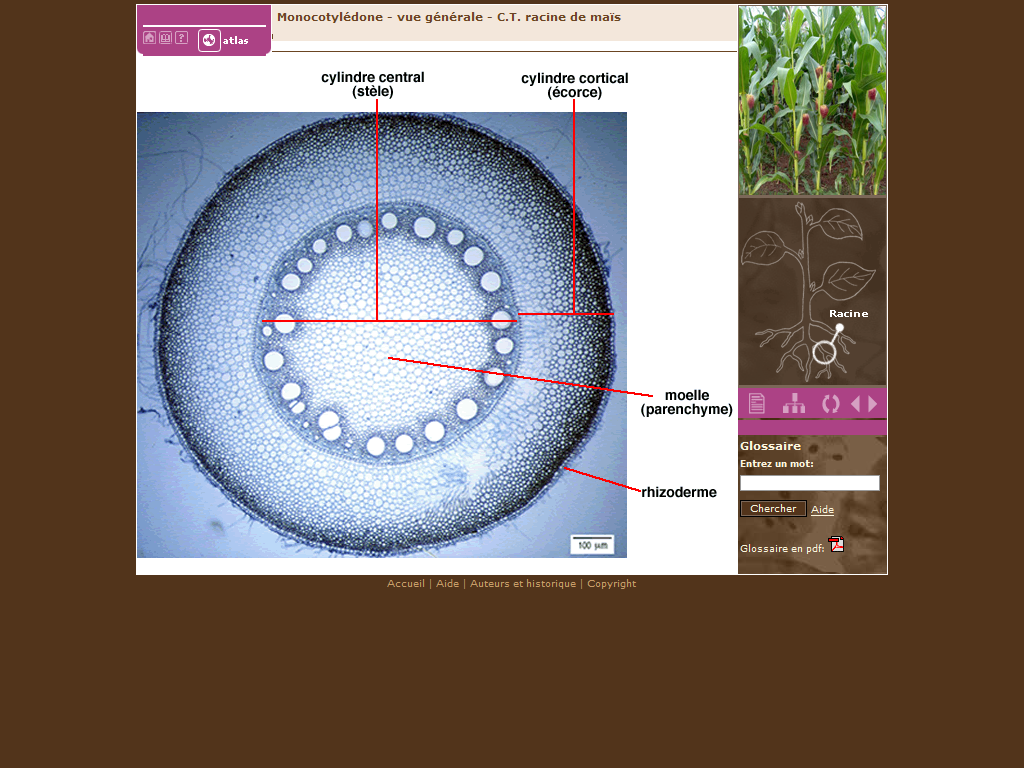 Monocotylédone - vue générale - C.T. racine de maïs
atlas
cylindre central
(stèle)
cylindre cortical
(écorce)
moelle
(parenchyme)
rhizoderme
100 µm
Racine
Glossaire
Entrez un mot:
Chercher Aide
Glossaire en pdf:
Accueil | Aide | Auteurs et historique | Copyright